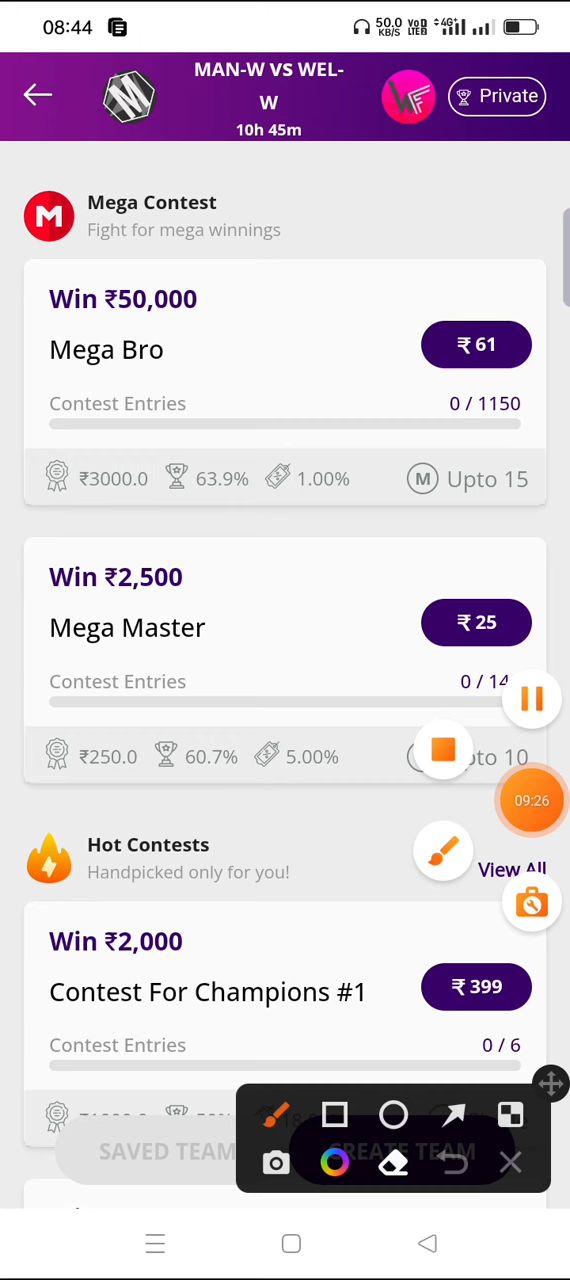 08:44
50.0 KB/S
VoD LTE2
4G+
MAN-W VS WEL-
W
10h 45m
Private
M
Mega Contest
Fight for mega winnings
Win ₹50,000
Mega Bro
₹ 61
Contest Entries
0 / 1150
₹3000.0
63.9%
1.00%
M
Upto 15
Win ₹2,500
Mega Master
₹ 25
Contest Entries
0 / 14
₹250.0
60.7%
5.00%
pto 10
09:26
Hot Contests
Handpicked only for you!
View All
Win ₹2,000
Contest For Champions #1
₹ 399
Contest Entries
0 / 6
SAVED TEAM
CREATE TEAM